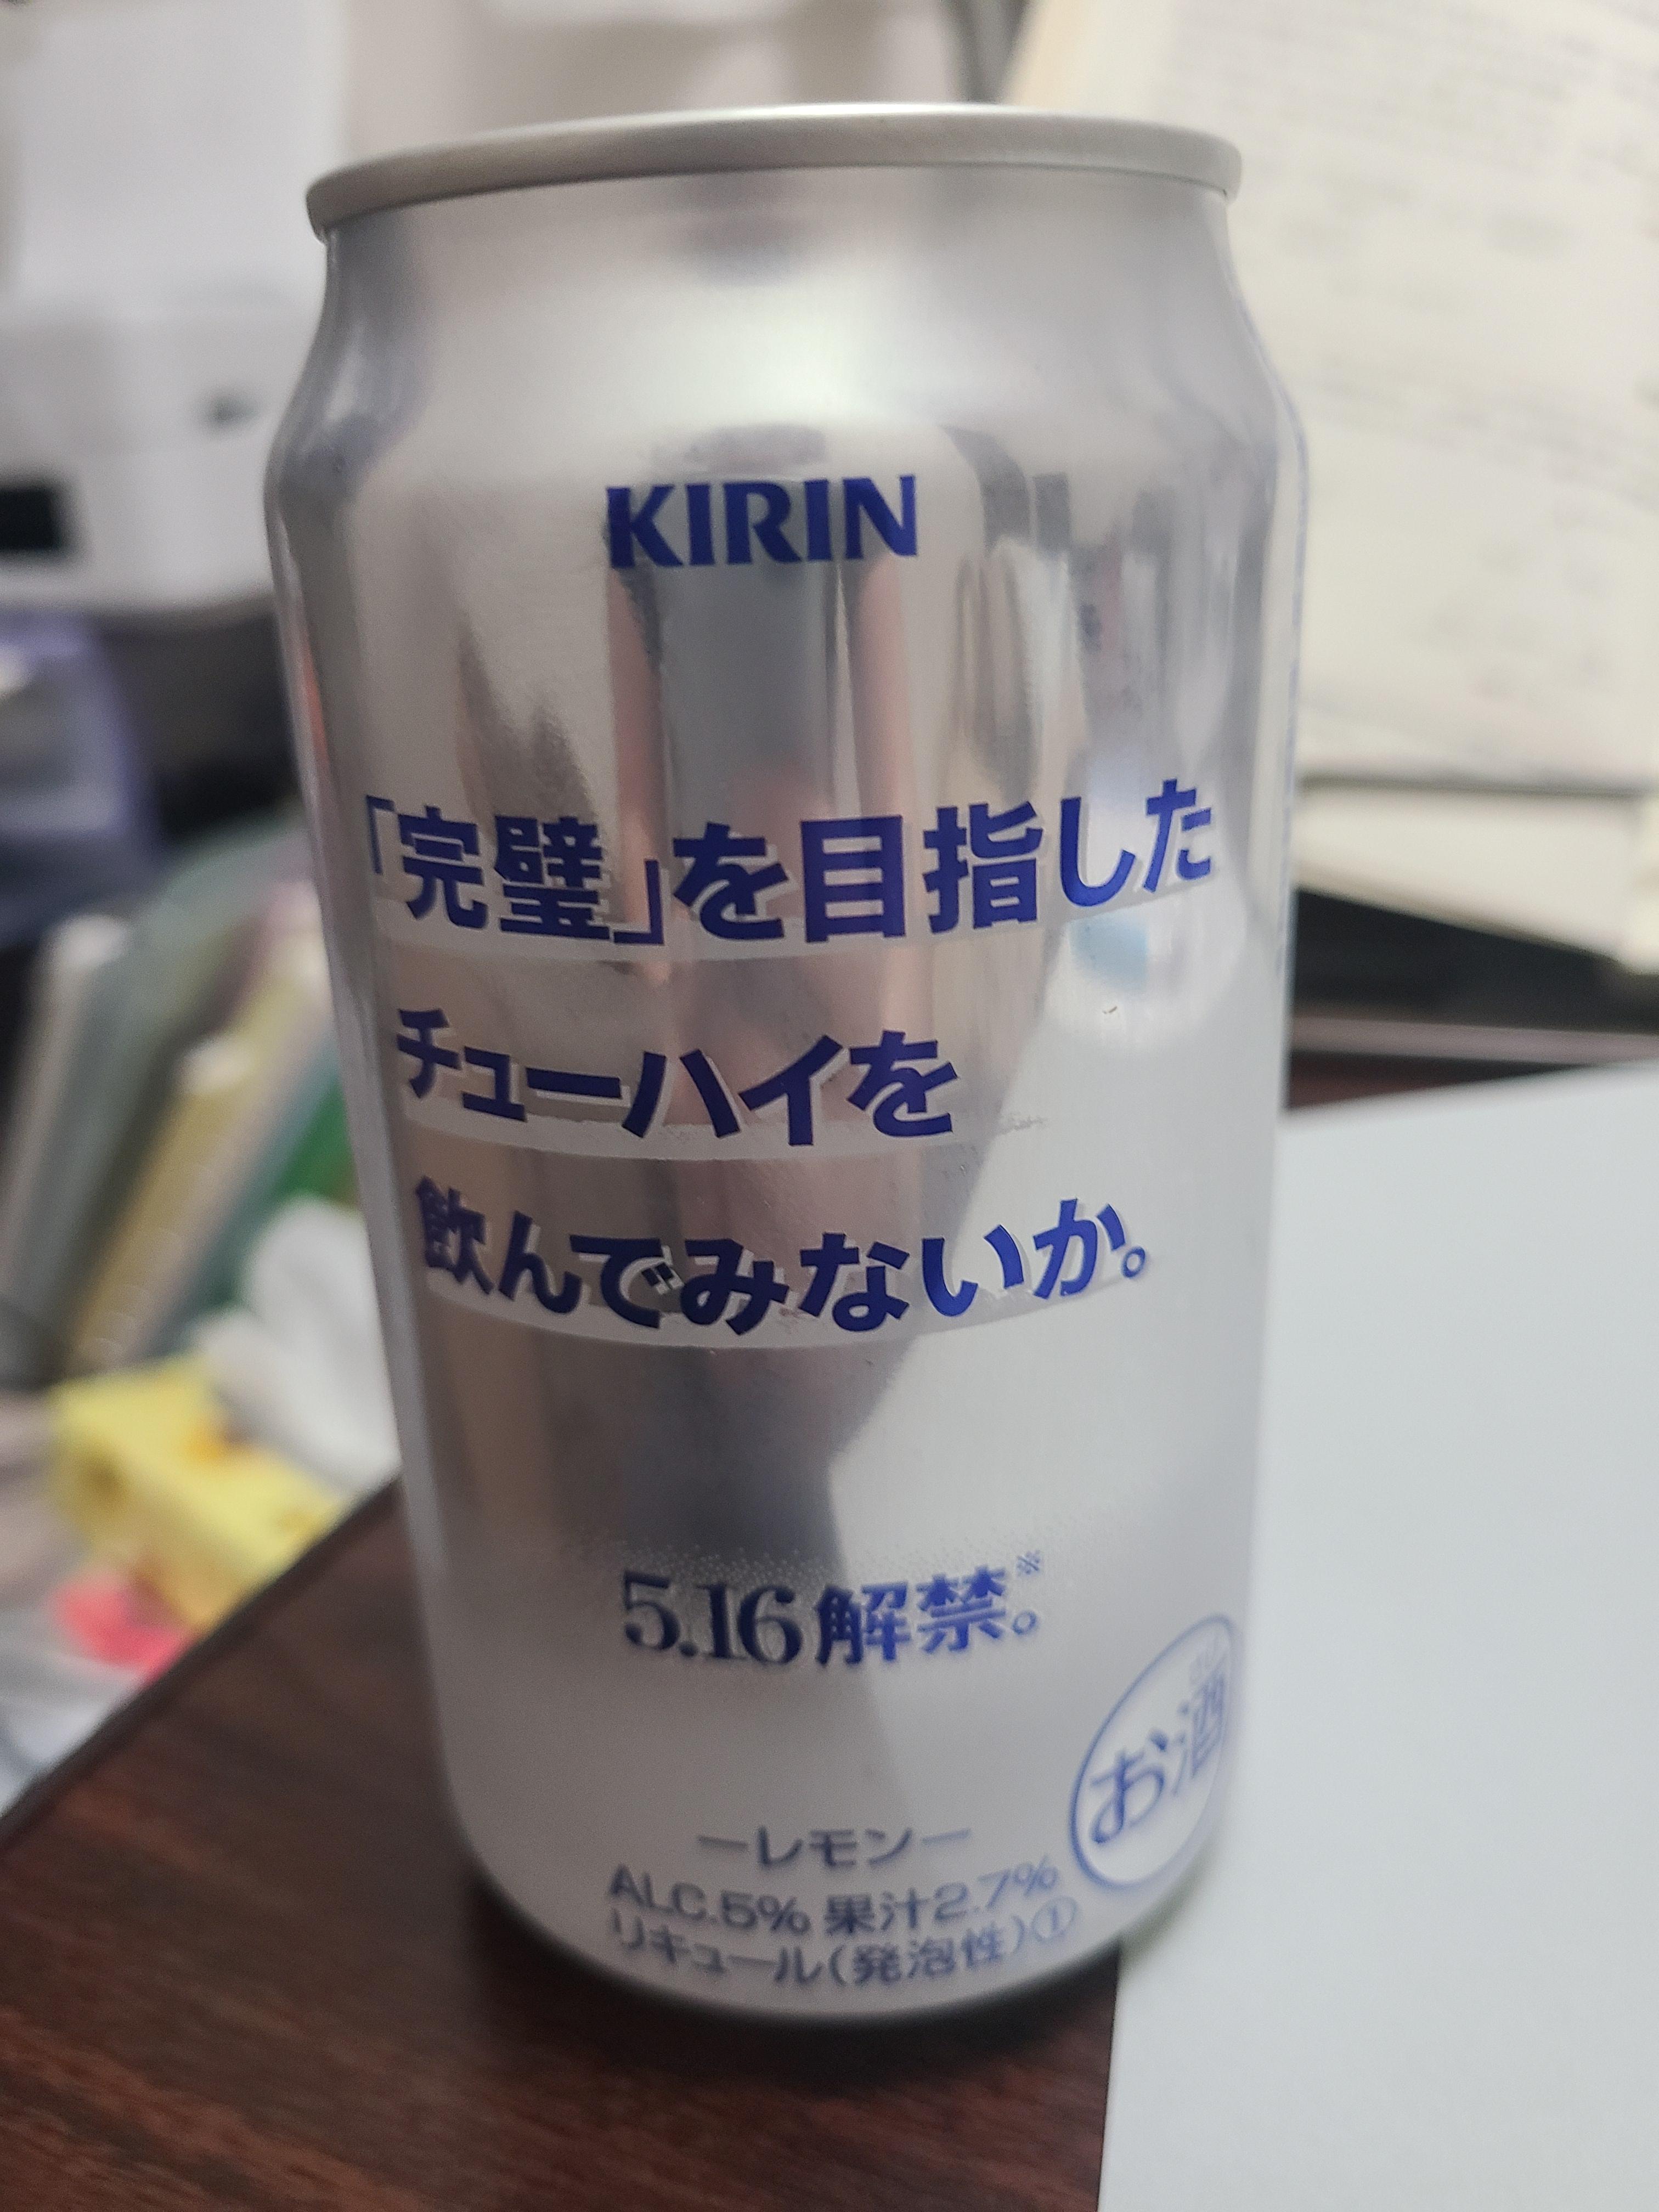 KIRIN
「完璧」を目指した
チューハイを
飲んでみないか。
5.16解禁。※
お酒
―レモン―
ALC.5% 果汁2.7%
リキュール(発泡性)①